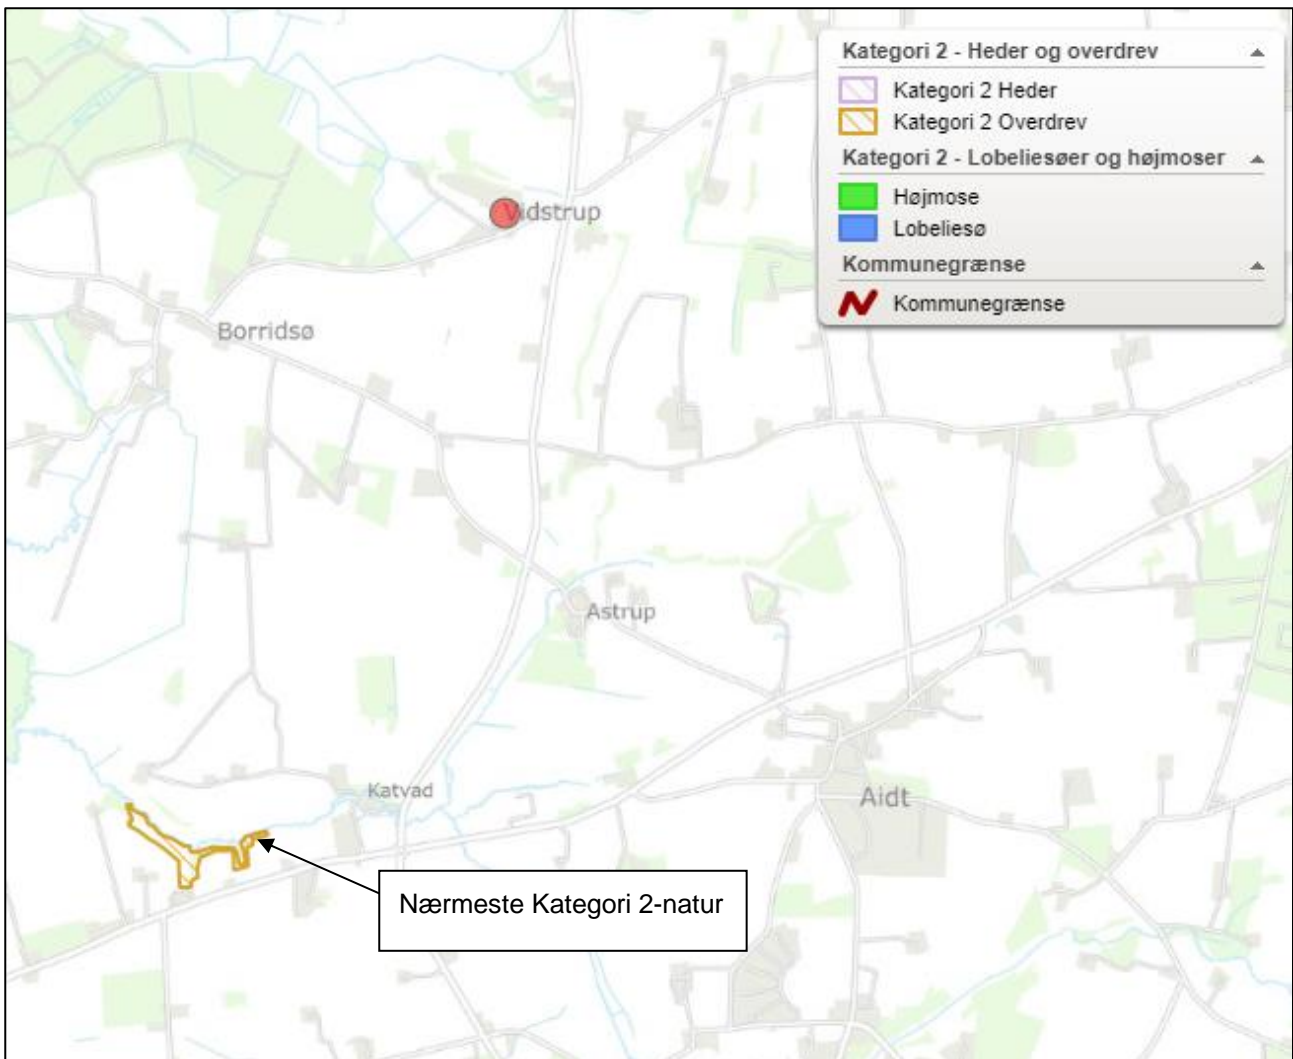 Kategori 2 - Heder og overdrev
Kategori 2 Heder
Kategori 2 Overdrev
Kategori 2 - Lobeliesøer og højmoser
Højmose
Lobeliesø
Kommunegrænse
Kommunegrænse
Vidstrup
Borridsø
Astrup
Katvad
Aidt
Nærmeste Kategori 2-natur